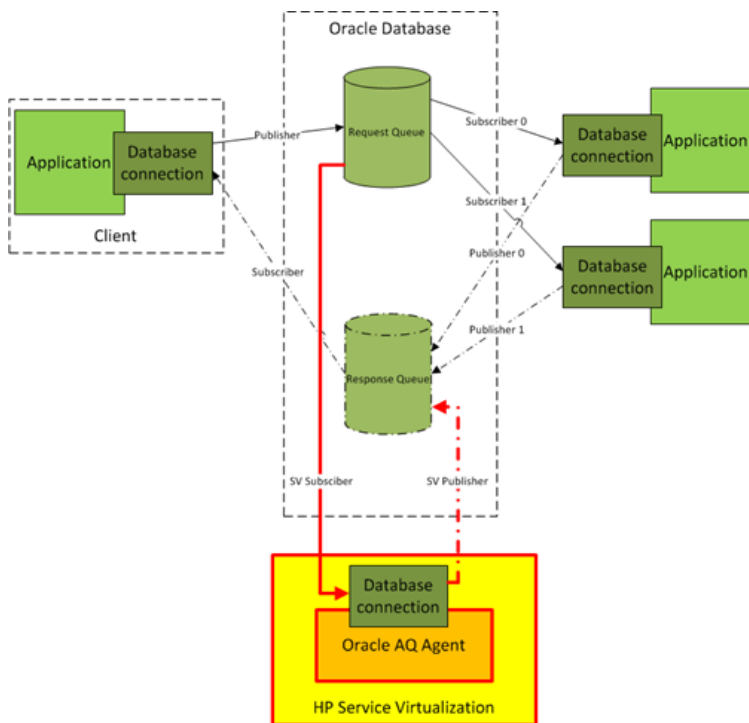 Oracle Database
Request Queue
Publisher
Subscriber 0
Subscriber 1
Application
Database
connection
Client
Database
connection
Application
Subscriber
Publisher 0
Publisher 1
Database
connection
Application
Response Queue
SV Subsciber
SV Publisher
Database
connection
Oracle AQ Agent
HP Service Virtualization